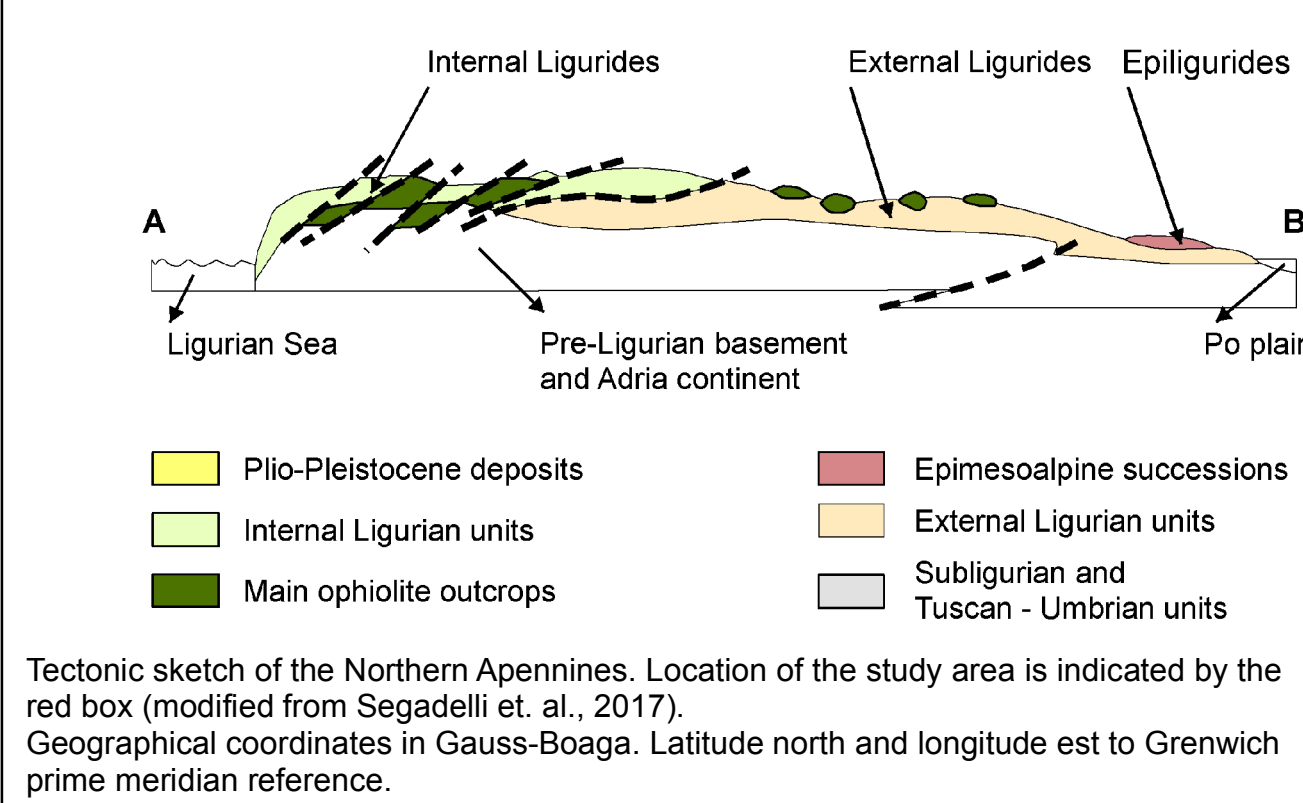 Internal Ligurides
External Ligurides
Epiligurides
A
B
Ligurian Sea
Pre-Ligurian basement
and Adria continent
Po plain
Plio-Pleistocene deposits
Internal Ligurian units
Main ophiolite outcrops
Epimesoalpine successions
External Ligurian units
Subligurian and
Tuscan - Umbrian units
Tectonic sketch of the Northern Apennines. Location of the study area is indicated by the
red box (modified from Segadelli et. al., 2017).
Geographical coordinates in Gauss-Boaga. Latitude north and longitude est to Grenwich
prime meridian reference.